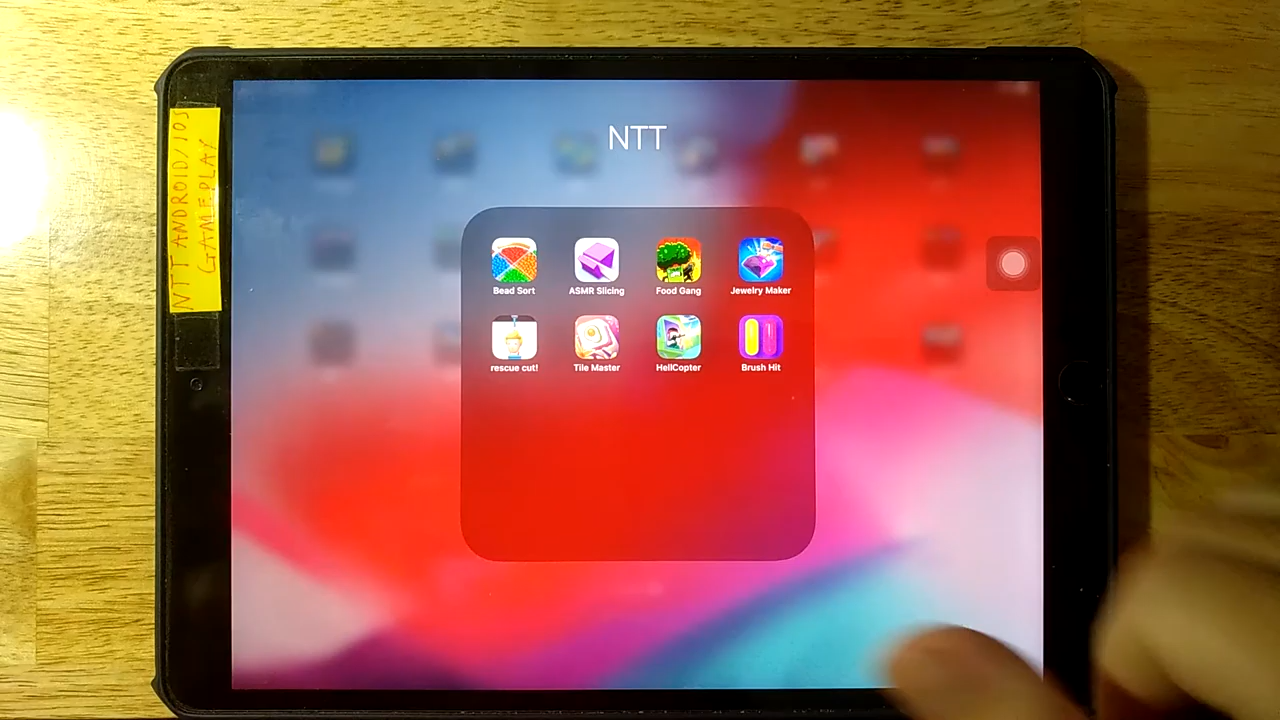 NTT ANDROID/IOS
GAMEPLAY
NTT
Bead Sort
ASMR Slicing
Food Gang
Jewelry Maker
rescue cut!
Tile Master
HellCopter
Brush Hit